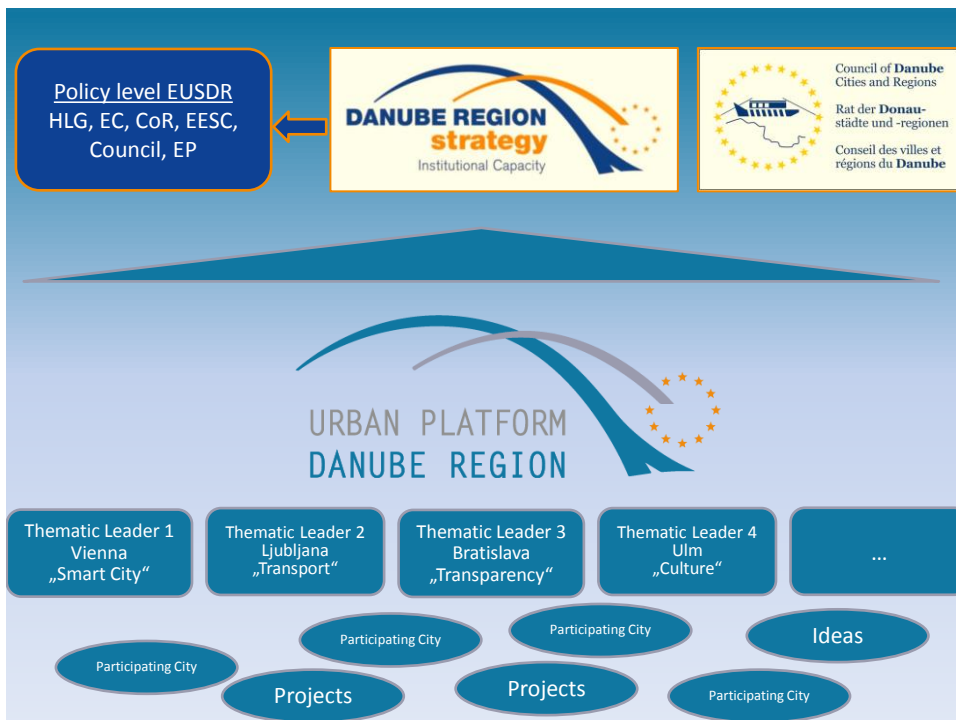 Policy level EUSDR
HLG, EC, CoR, EESC,
Council, EP
DANUBE REGION
strategy
Institutional Capacity
Council of Danube
Cities and Regions
Rat der Donau-
städte und -regionen
Conseil des villes et
régions du Danube
URBAN PLATFORM
DANUBE REGION
Thematic Leader 1
Vienna
„Smart City“
Thematic Leader 2
Ljubljana
„Transport“
Thematic Leader 3
Bratislava
„Transparency“
Thematic Leader 4
Ulm
„Culture“
...
Participating City
Participating City
Ideas
Participating City
Projects
Projects
Participating City